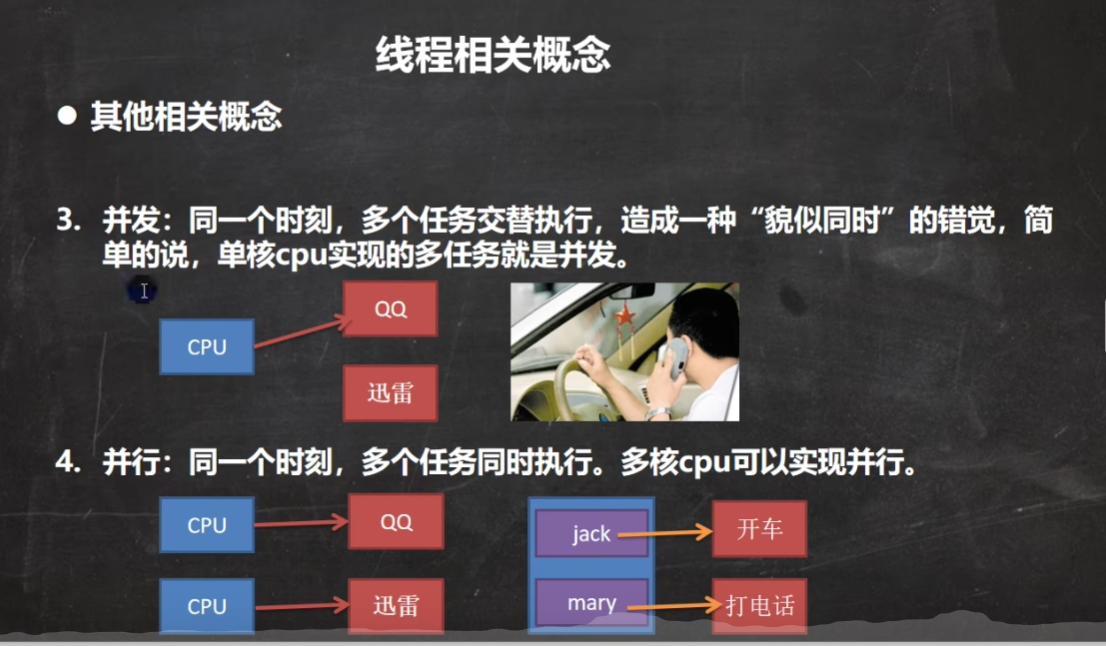 线程相关概念
● 其他相关概念
3. 并发：同一个时刻，多个任务交替执行，造成一种“貌似同时”的错觉，简
单的说，单核cpu实现的多任务就是并发。
QQ
CPU
迅雷
4. 并行：同一个时刻，多个任务同时执行。多核cpu可以实现并行。
CPU
QQ
jack
开车
CPU
迅雷
mary
打电话